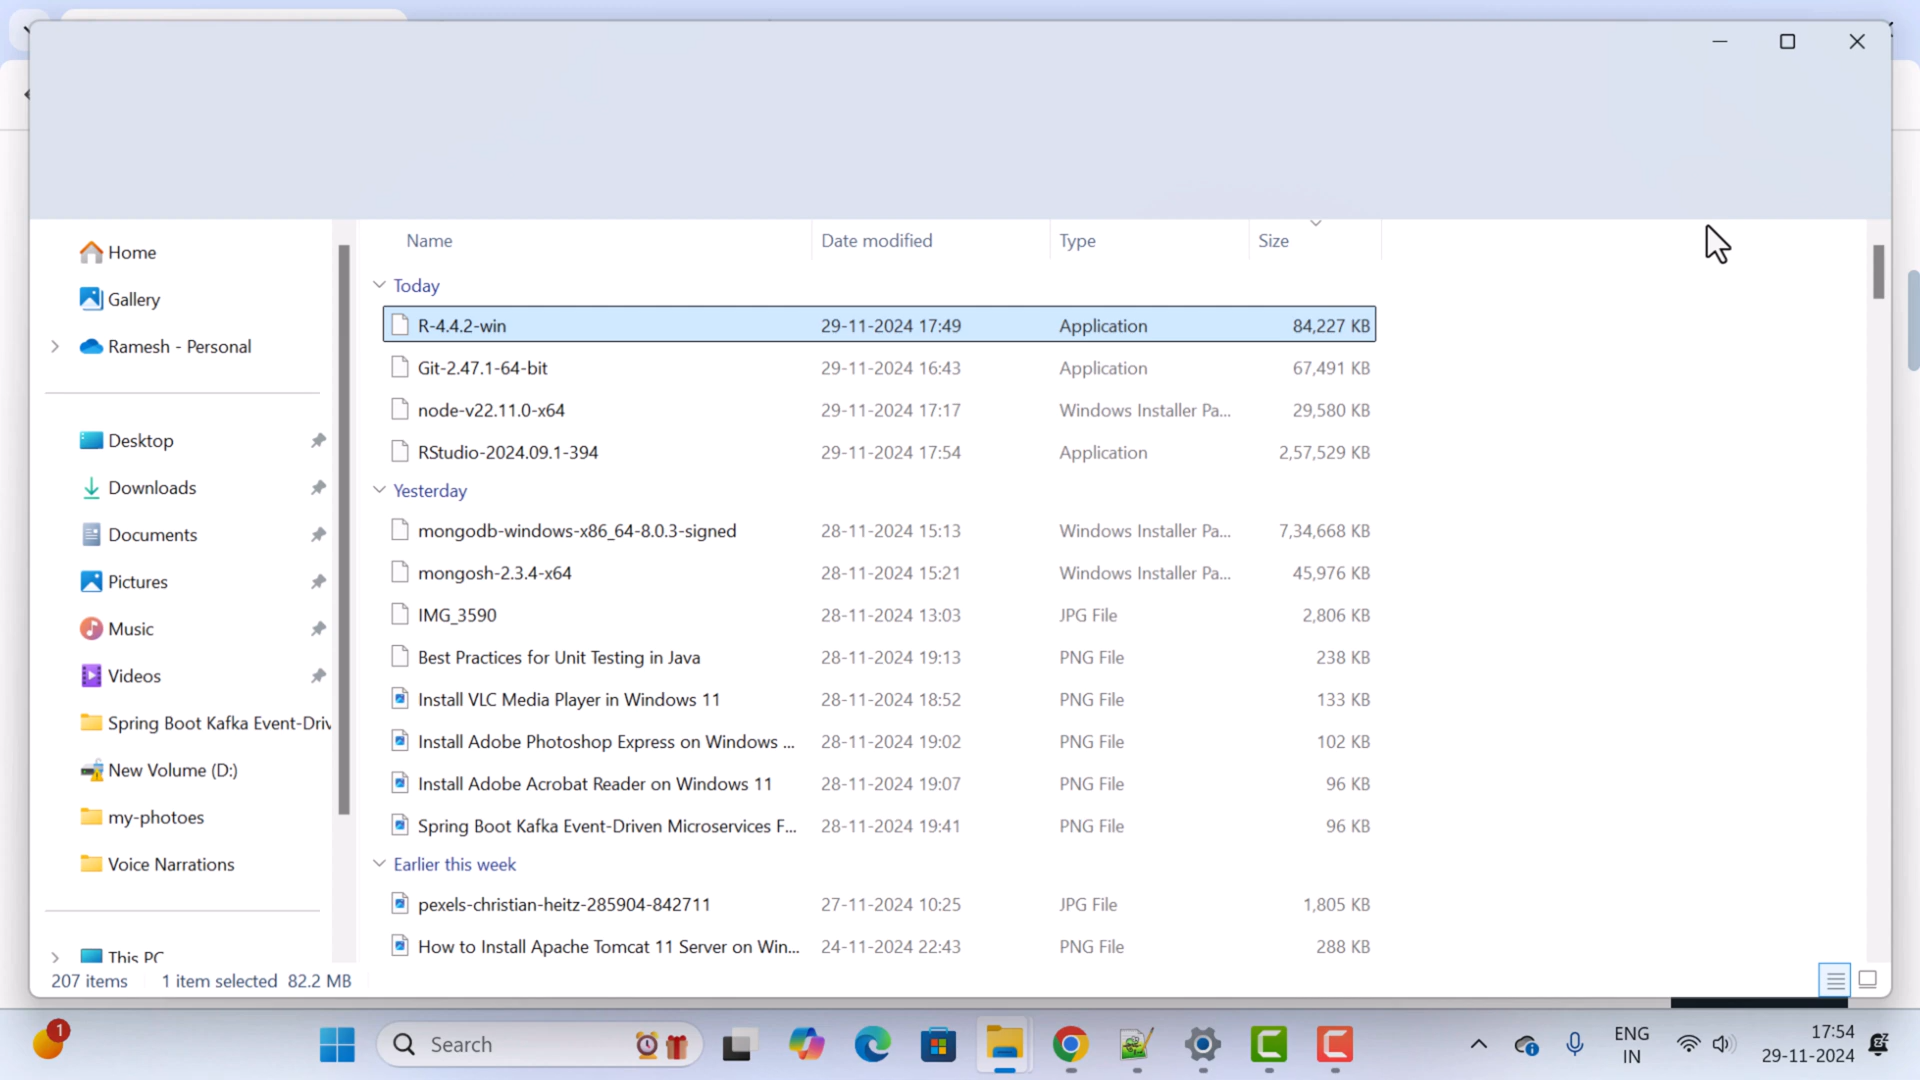 Name Date modified Type Size
Home
Gallery
Ramesh - Personal
Desktop
Downloads
Documents
Pictures
Music
Videos
Spring Boot Kafka Event-Driv
New Volume (D:)
my-photoes
Voice Narrations
This PC
Today
R-4.4.2-win 29-11-2024 17:49 Application 84,227 KB
Git-2.47.1-64-bit 29-11-2024 16:43 Application 67,491 KB
node-v22.11.0-x64 29-11-2024 17:17 Windows Installer Pa... 29,580 KB
RStudio-2024.09.1-394 29-11-2024 17:54 Application 2,57,529 KB
Yesterday
mongodb-windows-x86_64-8.0.3-signed 28-11-2024 15:13 Windows Installer Pa... 7,34,668 KB
mongosh-2.3.4-x64 28-11-2024 15:21 Windows Installer Pa... 45,976 KB
IMG_3590 28-11-2024 13:03 JPG File 2,806 KB
Best Practices for Unit Testing in Java 28-11-2024 19:13 PNG File 238 KB
Install VLC Media Player in Windows 11 28-11-2024 18:52 PNG File 133 KB
Install Adobe Photoshop Express on Windows ... 28-11-2024 19:02 PNG File 102 KB
Install Adobe Acrobat Reader on Windows 11 28-11-2024 19:07 PNG File 96 KB
Spring Boot Kafka Event-Driven Microservices F... 28-11-2024 19:41 PNG File 96 KB
Earlier this week
pexels-christian-heitz-285904-842711 27-11-2024 10:25 JPG File 1,805 KB
How to Install Apache Tomcat 11 Server on Win... 24-11-2024 22:43 PNG File 288 KB
207 items 1 item selected 82.2 MB
1
Search
ENG
IN
17:54
29-11-2024